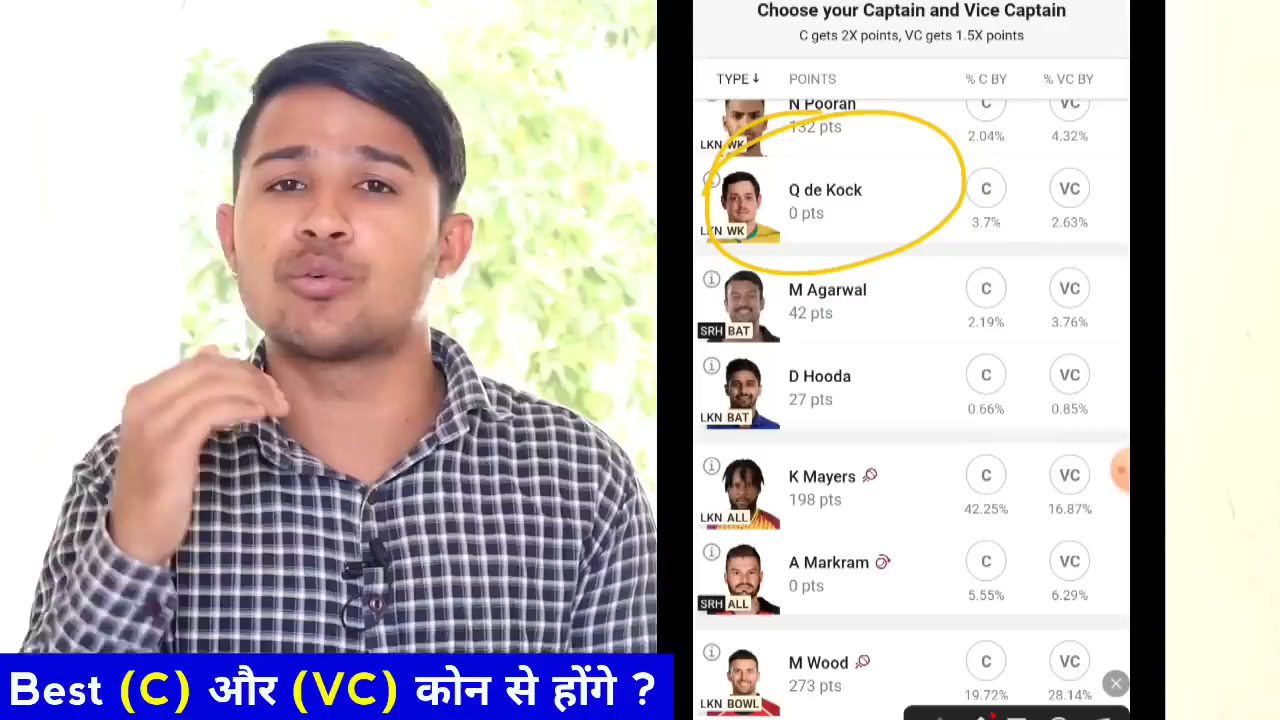 Choose your Captain and Vice Captain
C gets 2X points, VC gets 1.5X points
TYPE↓ POINTS % C BY % VC BY
N Pooran C VC
132 pts
LKN WK 2.04% 4.32%
Q de Kock C VC
0 pts
LKN WK 3.7% 2.63%
M Agarwal C VC
42 pts
SRH BAT 2.19% 3.76%
D Hooda C VC
27 pts
LKN BAT 0.66% 0.85%
K Mayers C VC
198 pts
LKN ALL 42.25% 16.87%
A Markram C VC
0 pts
SRH ALL 5.55% 6.29%
M Wood C VC
273 pts
LKN BOWL 19.72% 28.14%
Best (C) और (VC) कोन से होंगे ?